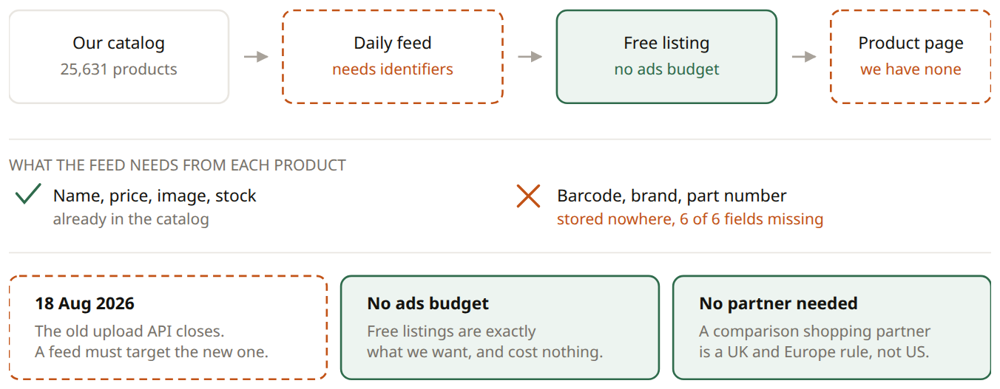 Our catalog
25,631 products
Daily feed
needs identifiers
Free listing
no ads budget
Product page
we have none
WHAT THE FEED NEEDS FROM EACH PRODUCT
Name, price, image, stock
already in the catalog
Barcode, brand, part number
stored nowhere, 6 of 6 fields missing
18 Aug 2026
The old upload API closes.
A feed must target the new one.
No ads budget
Free listings are exactly
what we want, and cost nothing.
No partner needed
A comparison shopping partner
is a UK and Europe rule, not US.